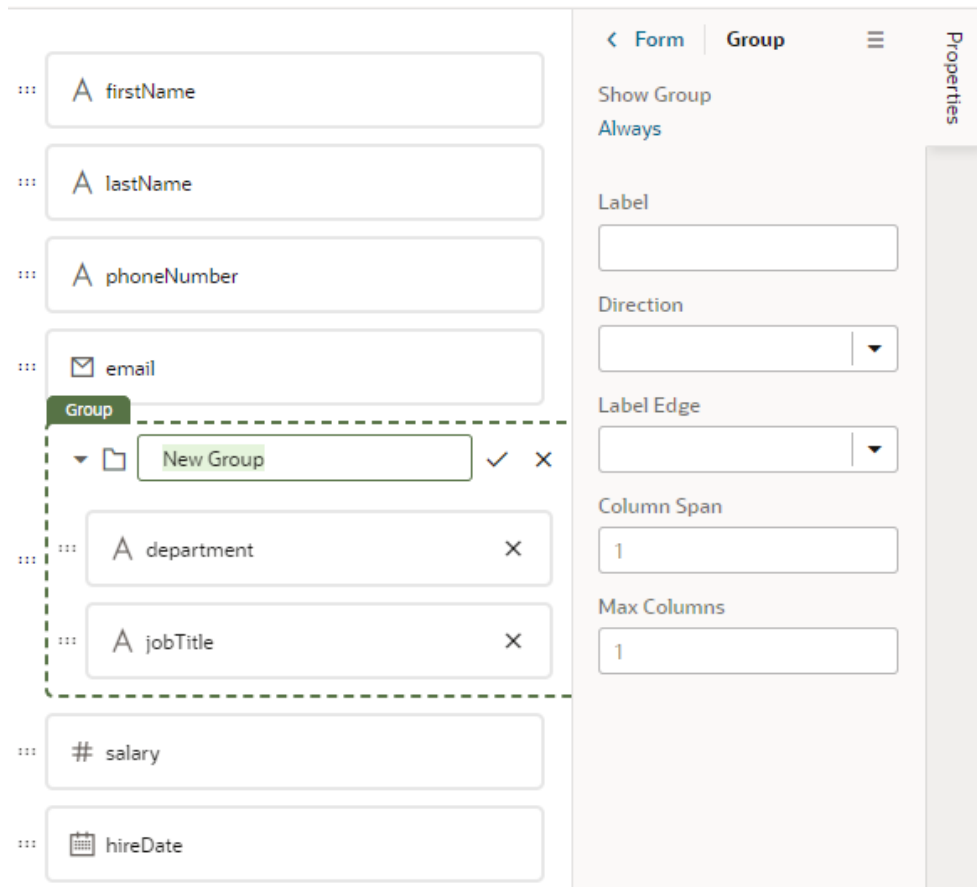 firstName
lastName
phoneNumber
email
Group
New Group
department
jobTitle
salary
hireDate
Form
Group
Show Group
Always
Label
Direction
Label Edge
Column Span
1
Max Columns
1
Properties